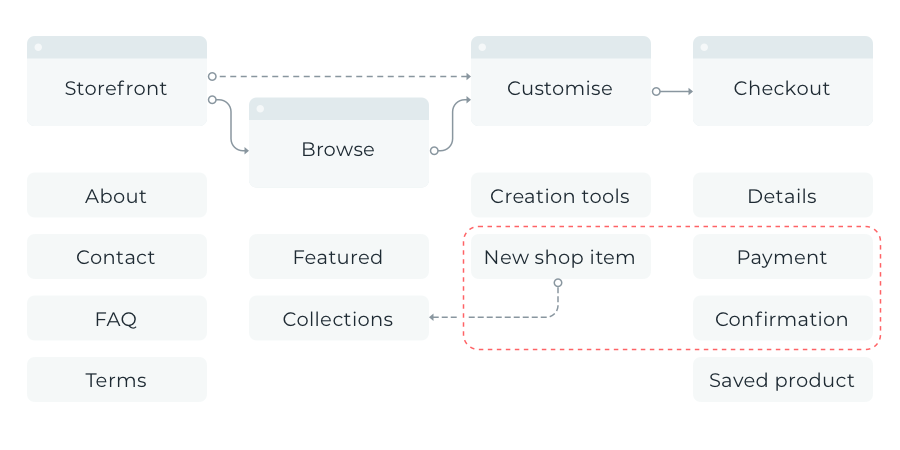 Storefront
Customise
Checkout
Browse
About
Creation tools
Details
Contact
Featured
New shop item
Payment
FAQ
Collections
Confirmation
Terms
Saved product